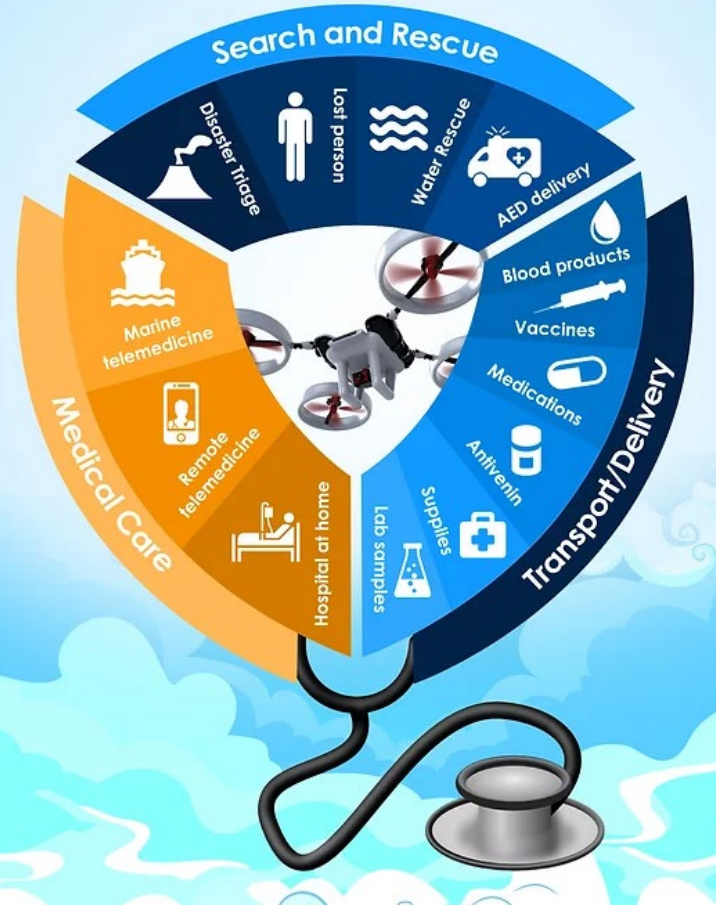 Search and Rescue
Disaster Triage
Lost person
Water Rescue
AED delivery
Blood products
Vaccines
Medications
Antivenin
Supplies
Lab samples
Transport/Delivery
Marine
telemedicine
Remote
telemedicine
Hospital at home
Medical Care